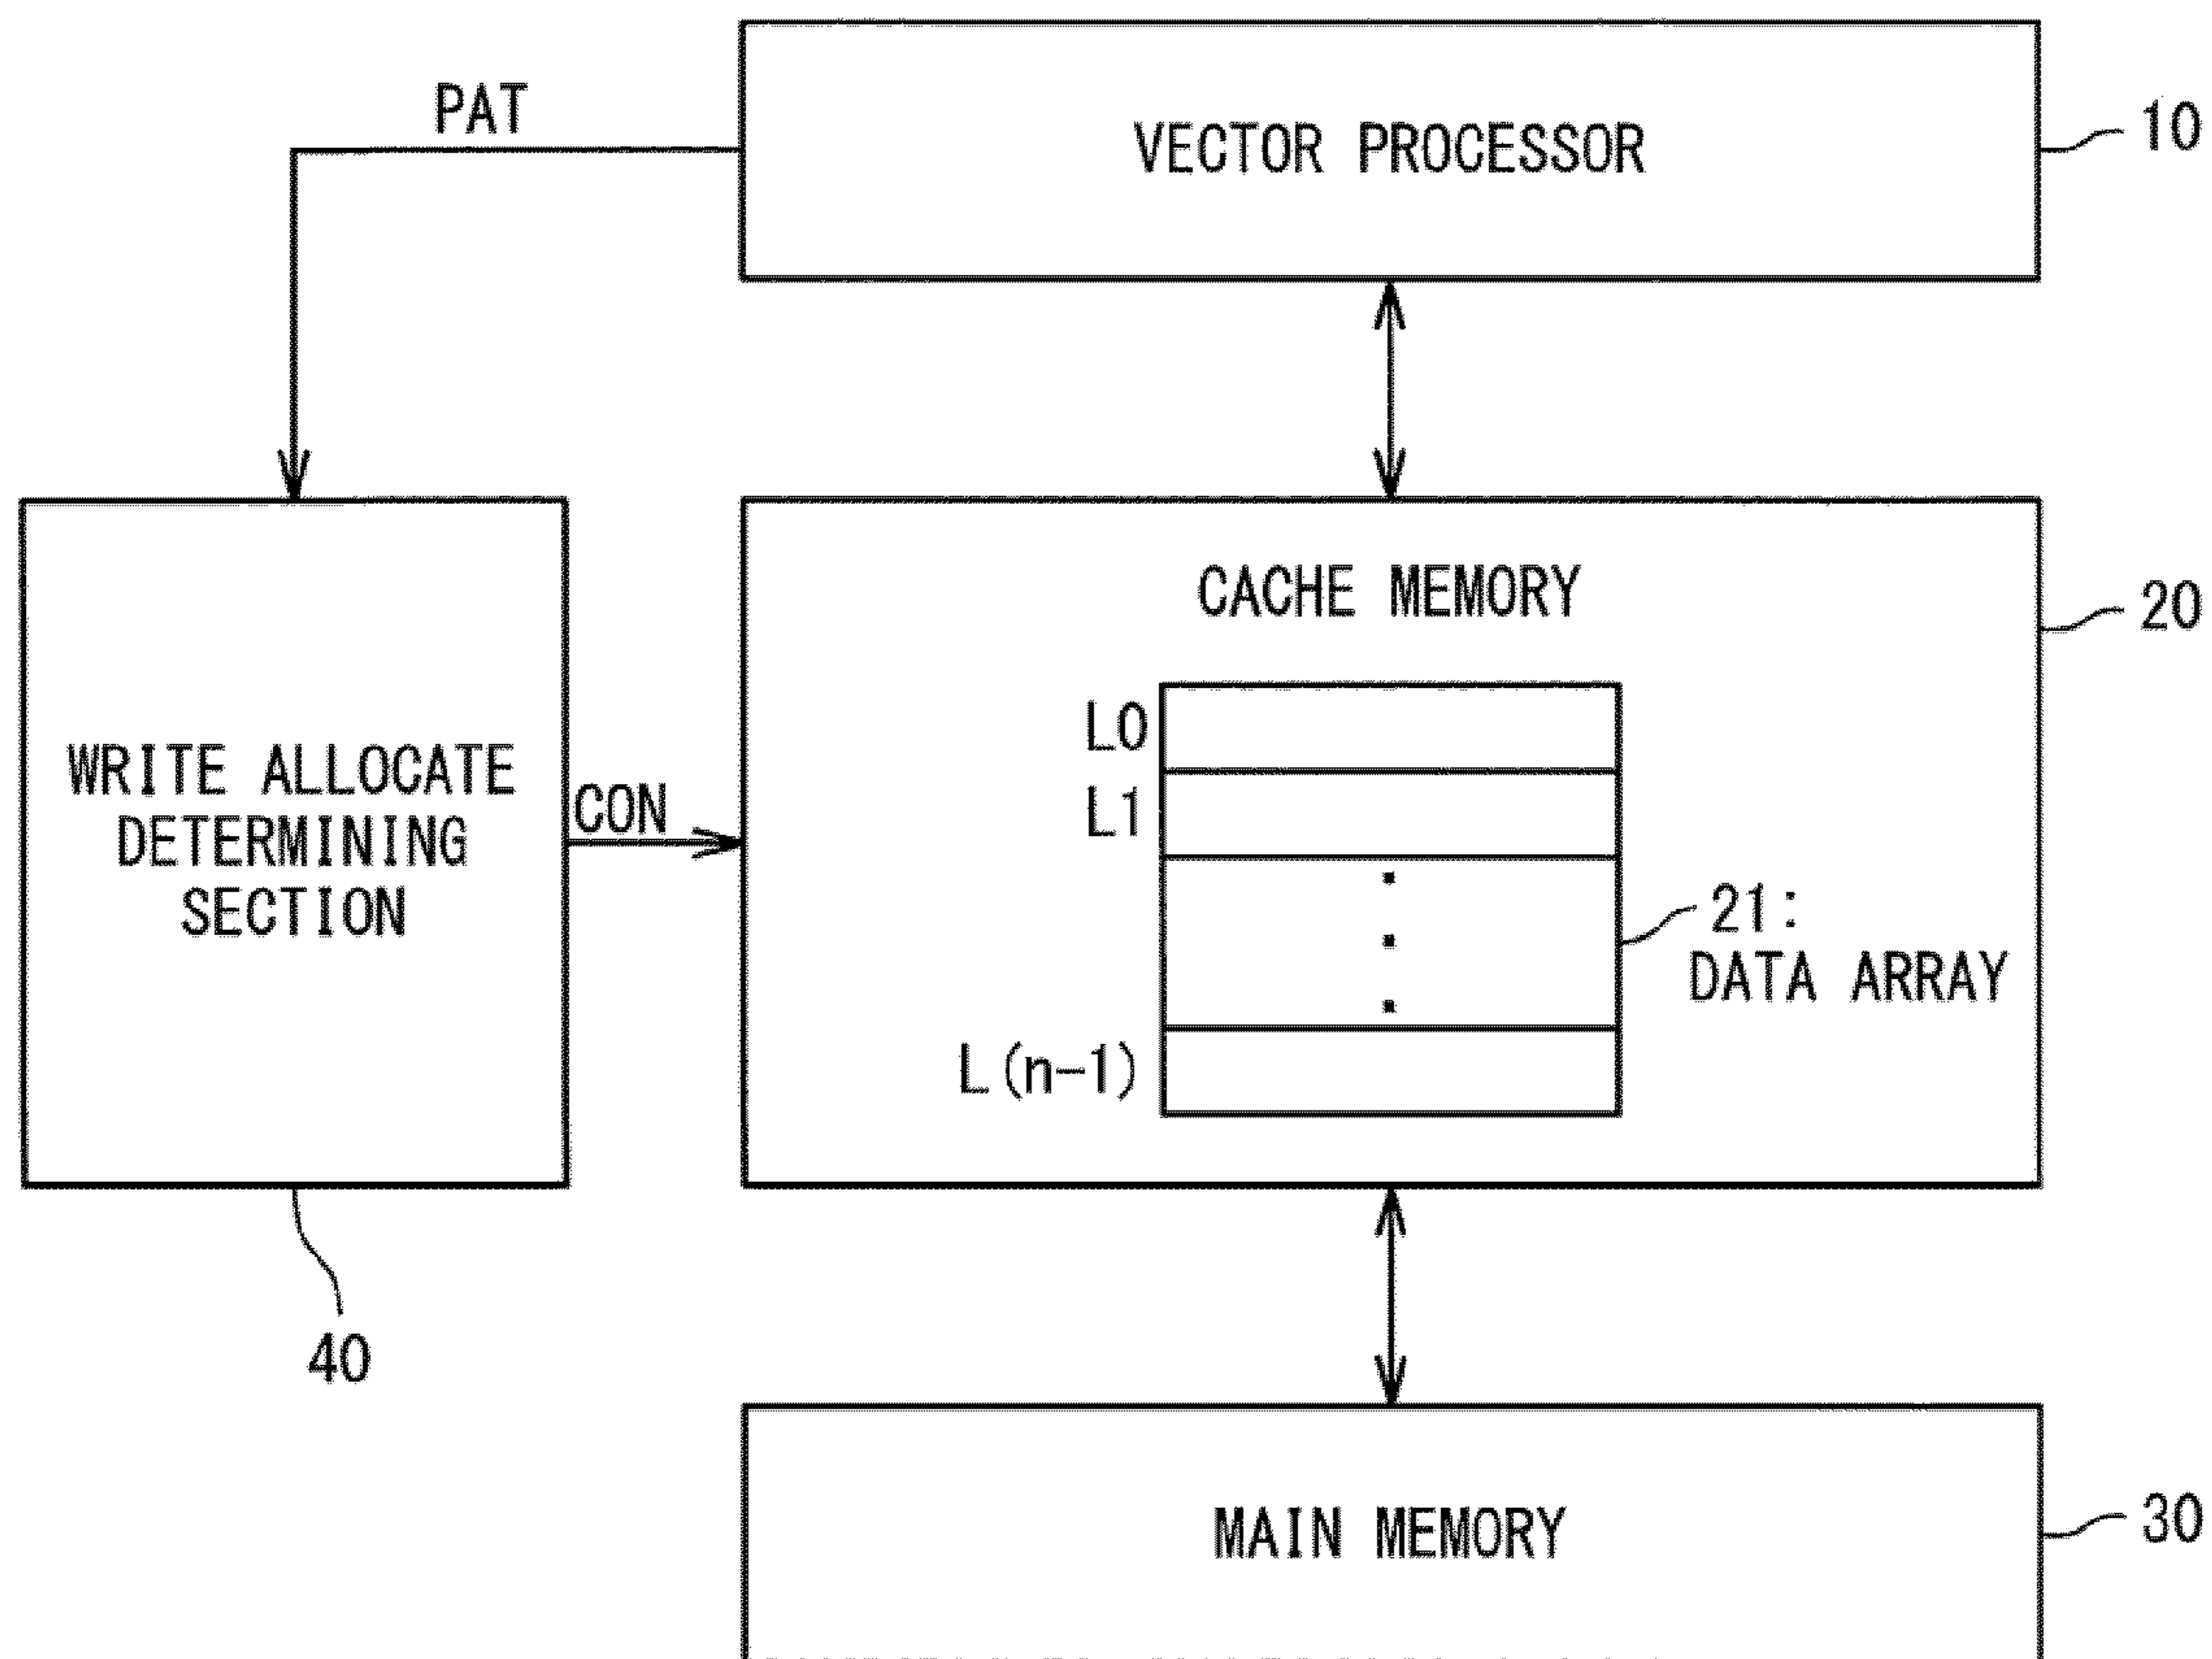 PAT
VECTOR PROCESSOR
10
CACHE MEMORY
20
L0
L1
L(n-1)
21:
DATA ARRAY
WRITE ALLOCATE
DETERMINING
SECTION
CON
40
MAIN MEMORY
30